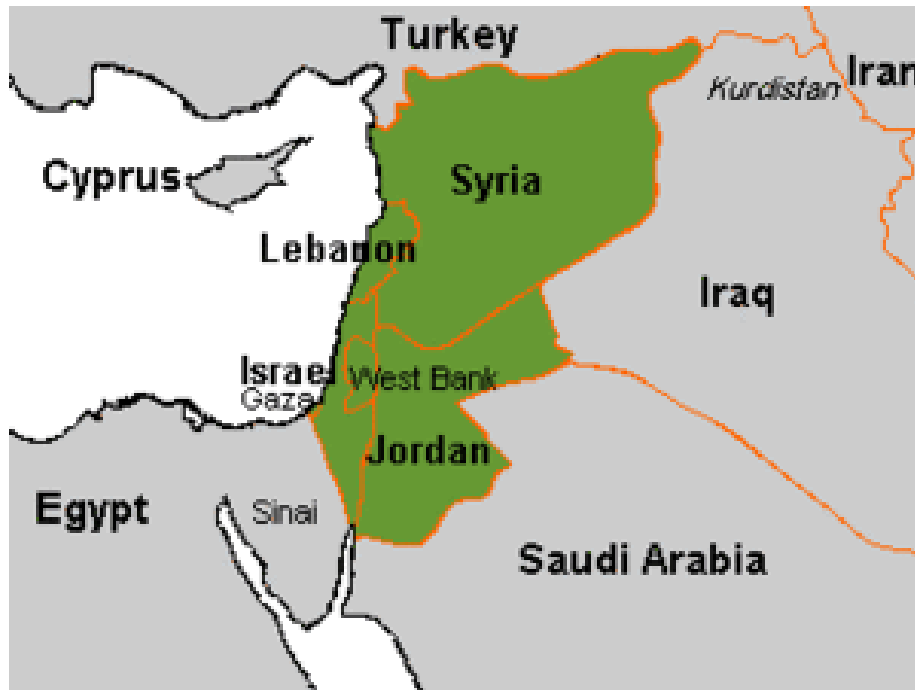 Turkey
Iran
Kurdistan
Cyprus
Syria
Lebanon
Iraq
Israel
West Bank
Gaza
Jordan
Egypt
Sinai
Saudi Arabia